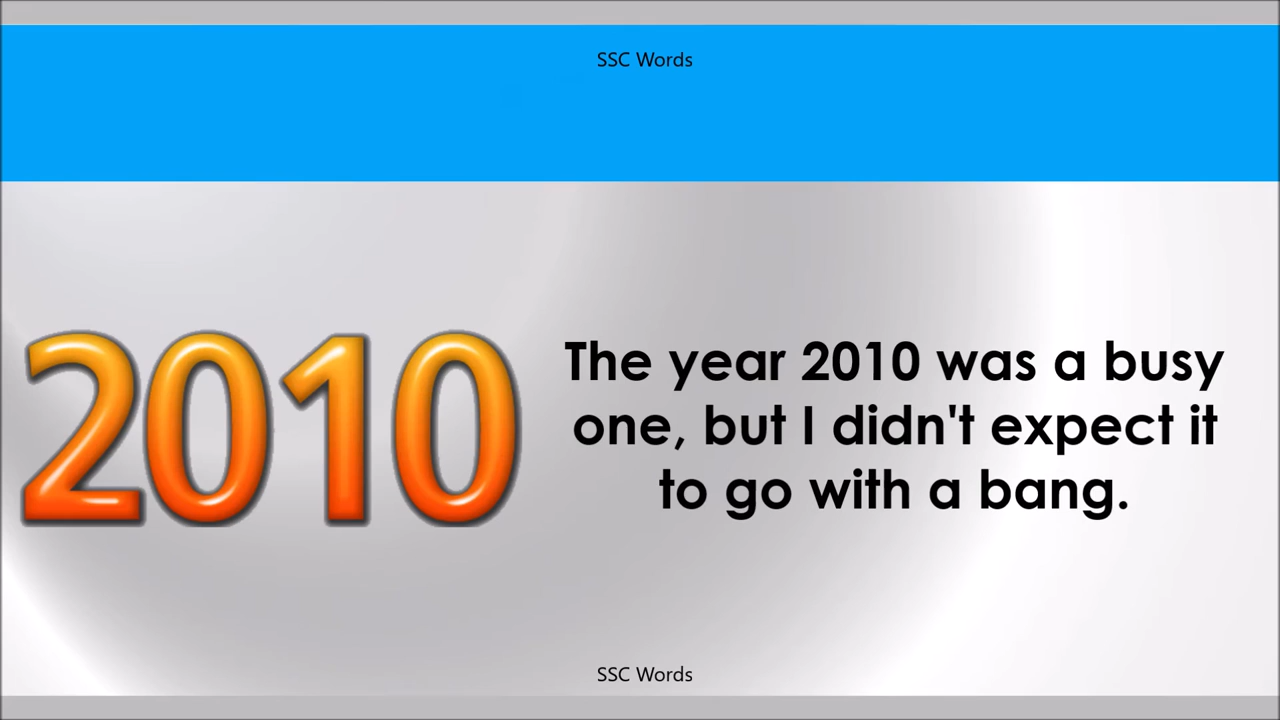 SSC Words
2010
The year 2010 was a busy
one, but I didn't expect it
to go with a bang.
SSC Words